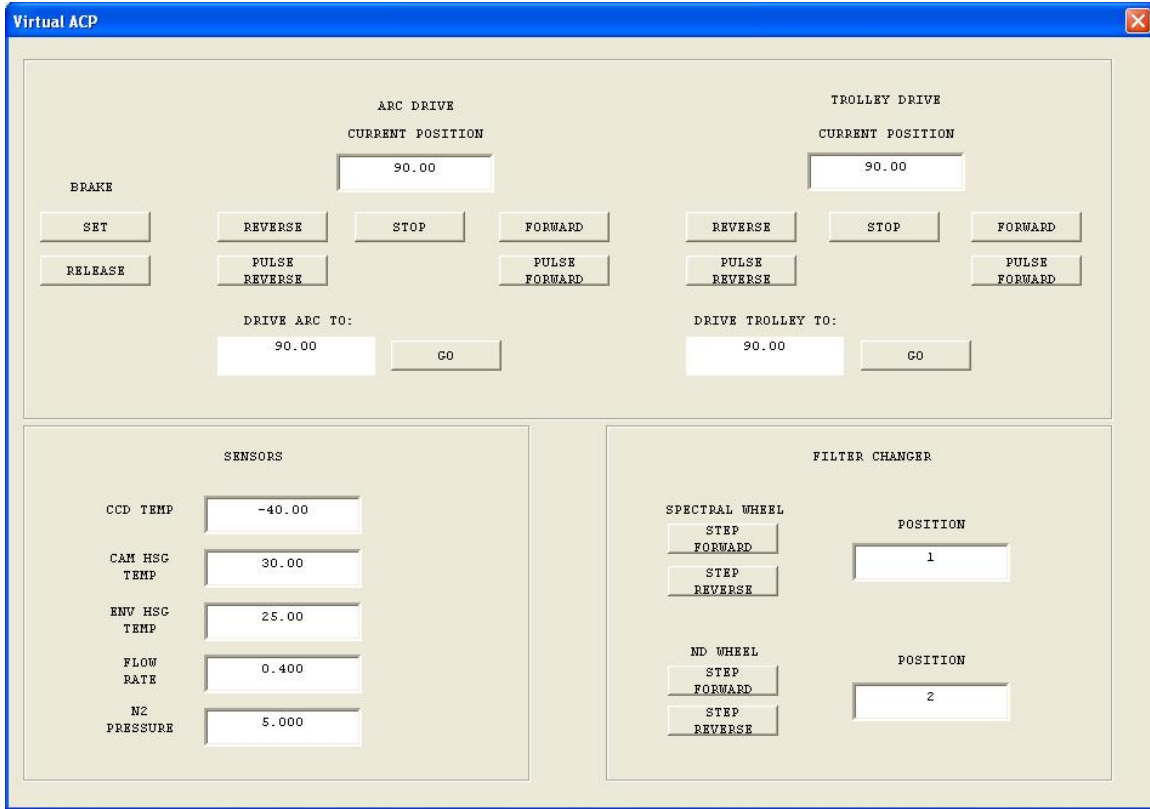 Virtual ACP
ARC DRIVE
TROLLEY DRIVE
CURRENT POSITION
CURRENT POSITION
90.00
90.00
BRAKE
SET
REVERSE
STOP
FORWARD
REVERSE
STOP
FORWARD
RELEASE
PULSE
REVERSE
PULSE
FORWARD
PULSE
REVERSE
PULSE
FORWARD
DRIVE ARC TO:
DRIVE TROLLEY TO:
90.00
GO
90.00
GO
SENSORS
CCD TEMP
-40.00
CAM HSG
TEMP
30.00
ENV HSG
TEMP
25.00
FLOW
RATE
0.400
N2
PRESSURE
5.000
FILTER CHANGER
SPECTRAL WHEEL
STEP
FORWARD
STEP
REVERSE
POSITION
1
ND WHEEL
STEP
FORWARD
STEP
REVERSE
POSITION
2